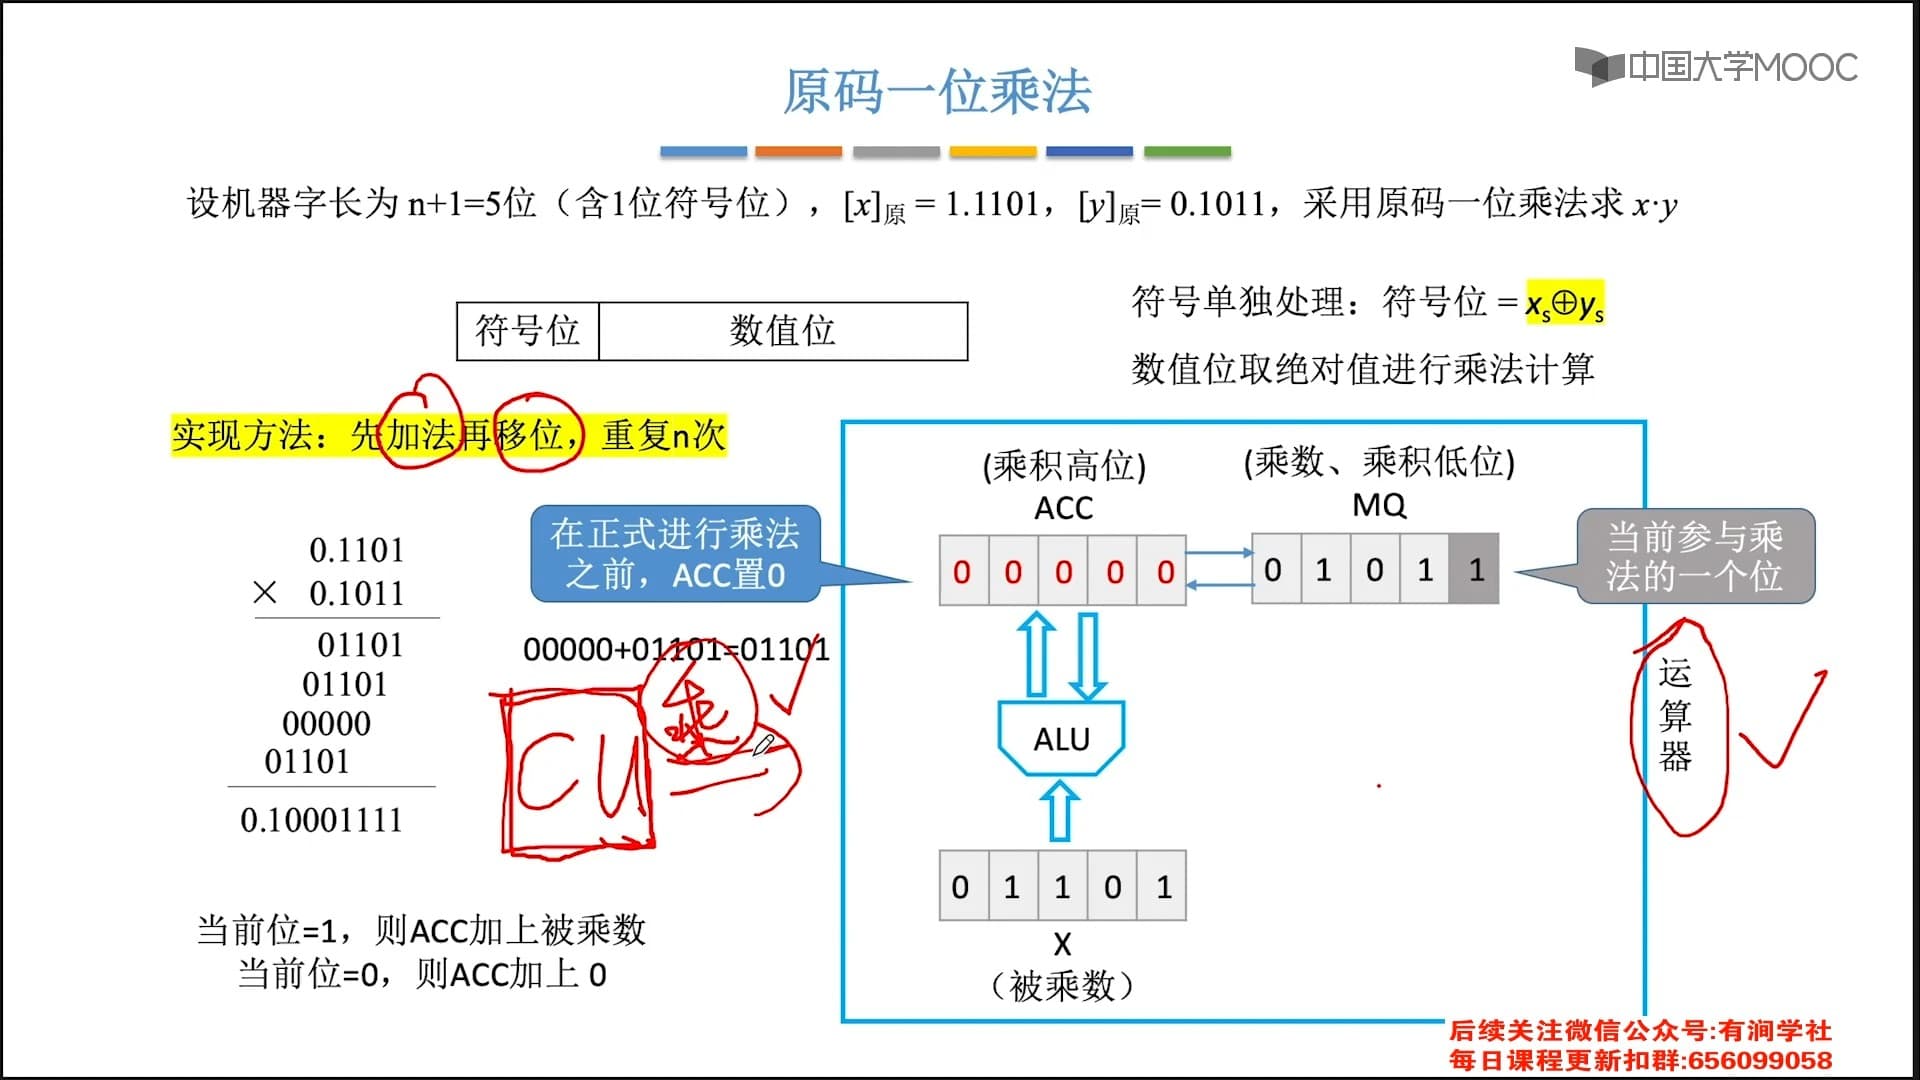 中国大学MOOC
原码一位乘法
设机器字长为 n+1=5位（含1位符号位），[x]原 = 1.1101，[y]原= 0.1011，采用原码一位乘法求 x·y
符号位 数值位
符号单独处理：符号位 = xs⊕ys
数值位取绝对值进行乘法计算
实现方法：先加法再移位，重复n次
(乘积高位)
ACC
(乘数、乘积低位)
MQ
在正式进行乘法
之前，ACC置0
0 0 0 0 0
0 1 0 1 1
当前参与乘
法的一个位
0.1101
× 0.1011
01101
01101
00000
01101
0.10001111
00000+01101=01101
CU
乘
ALU
运
算
器
0 1 1 0 1
X
（被乘数）
当前位=1，则ACC加上被乘数
当前位=0，则ACC加上 0
后续关注微信公众号:有涧学社
每日课程更新扣群:656099058